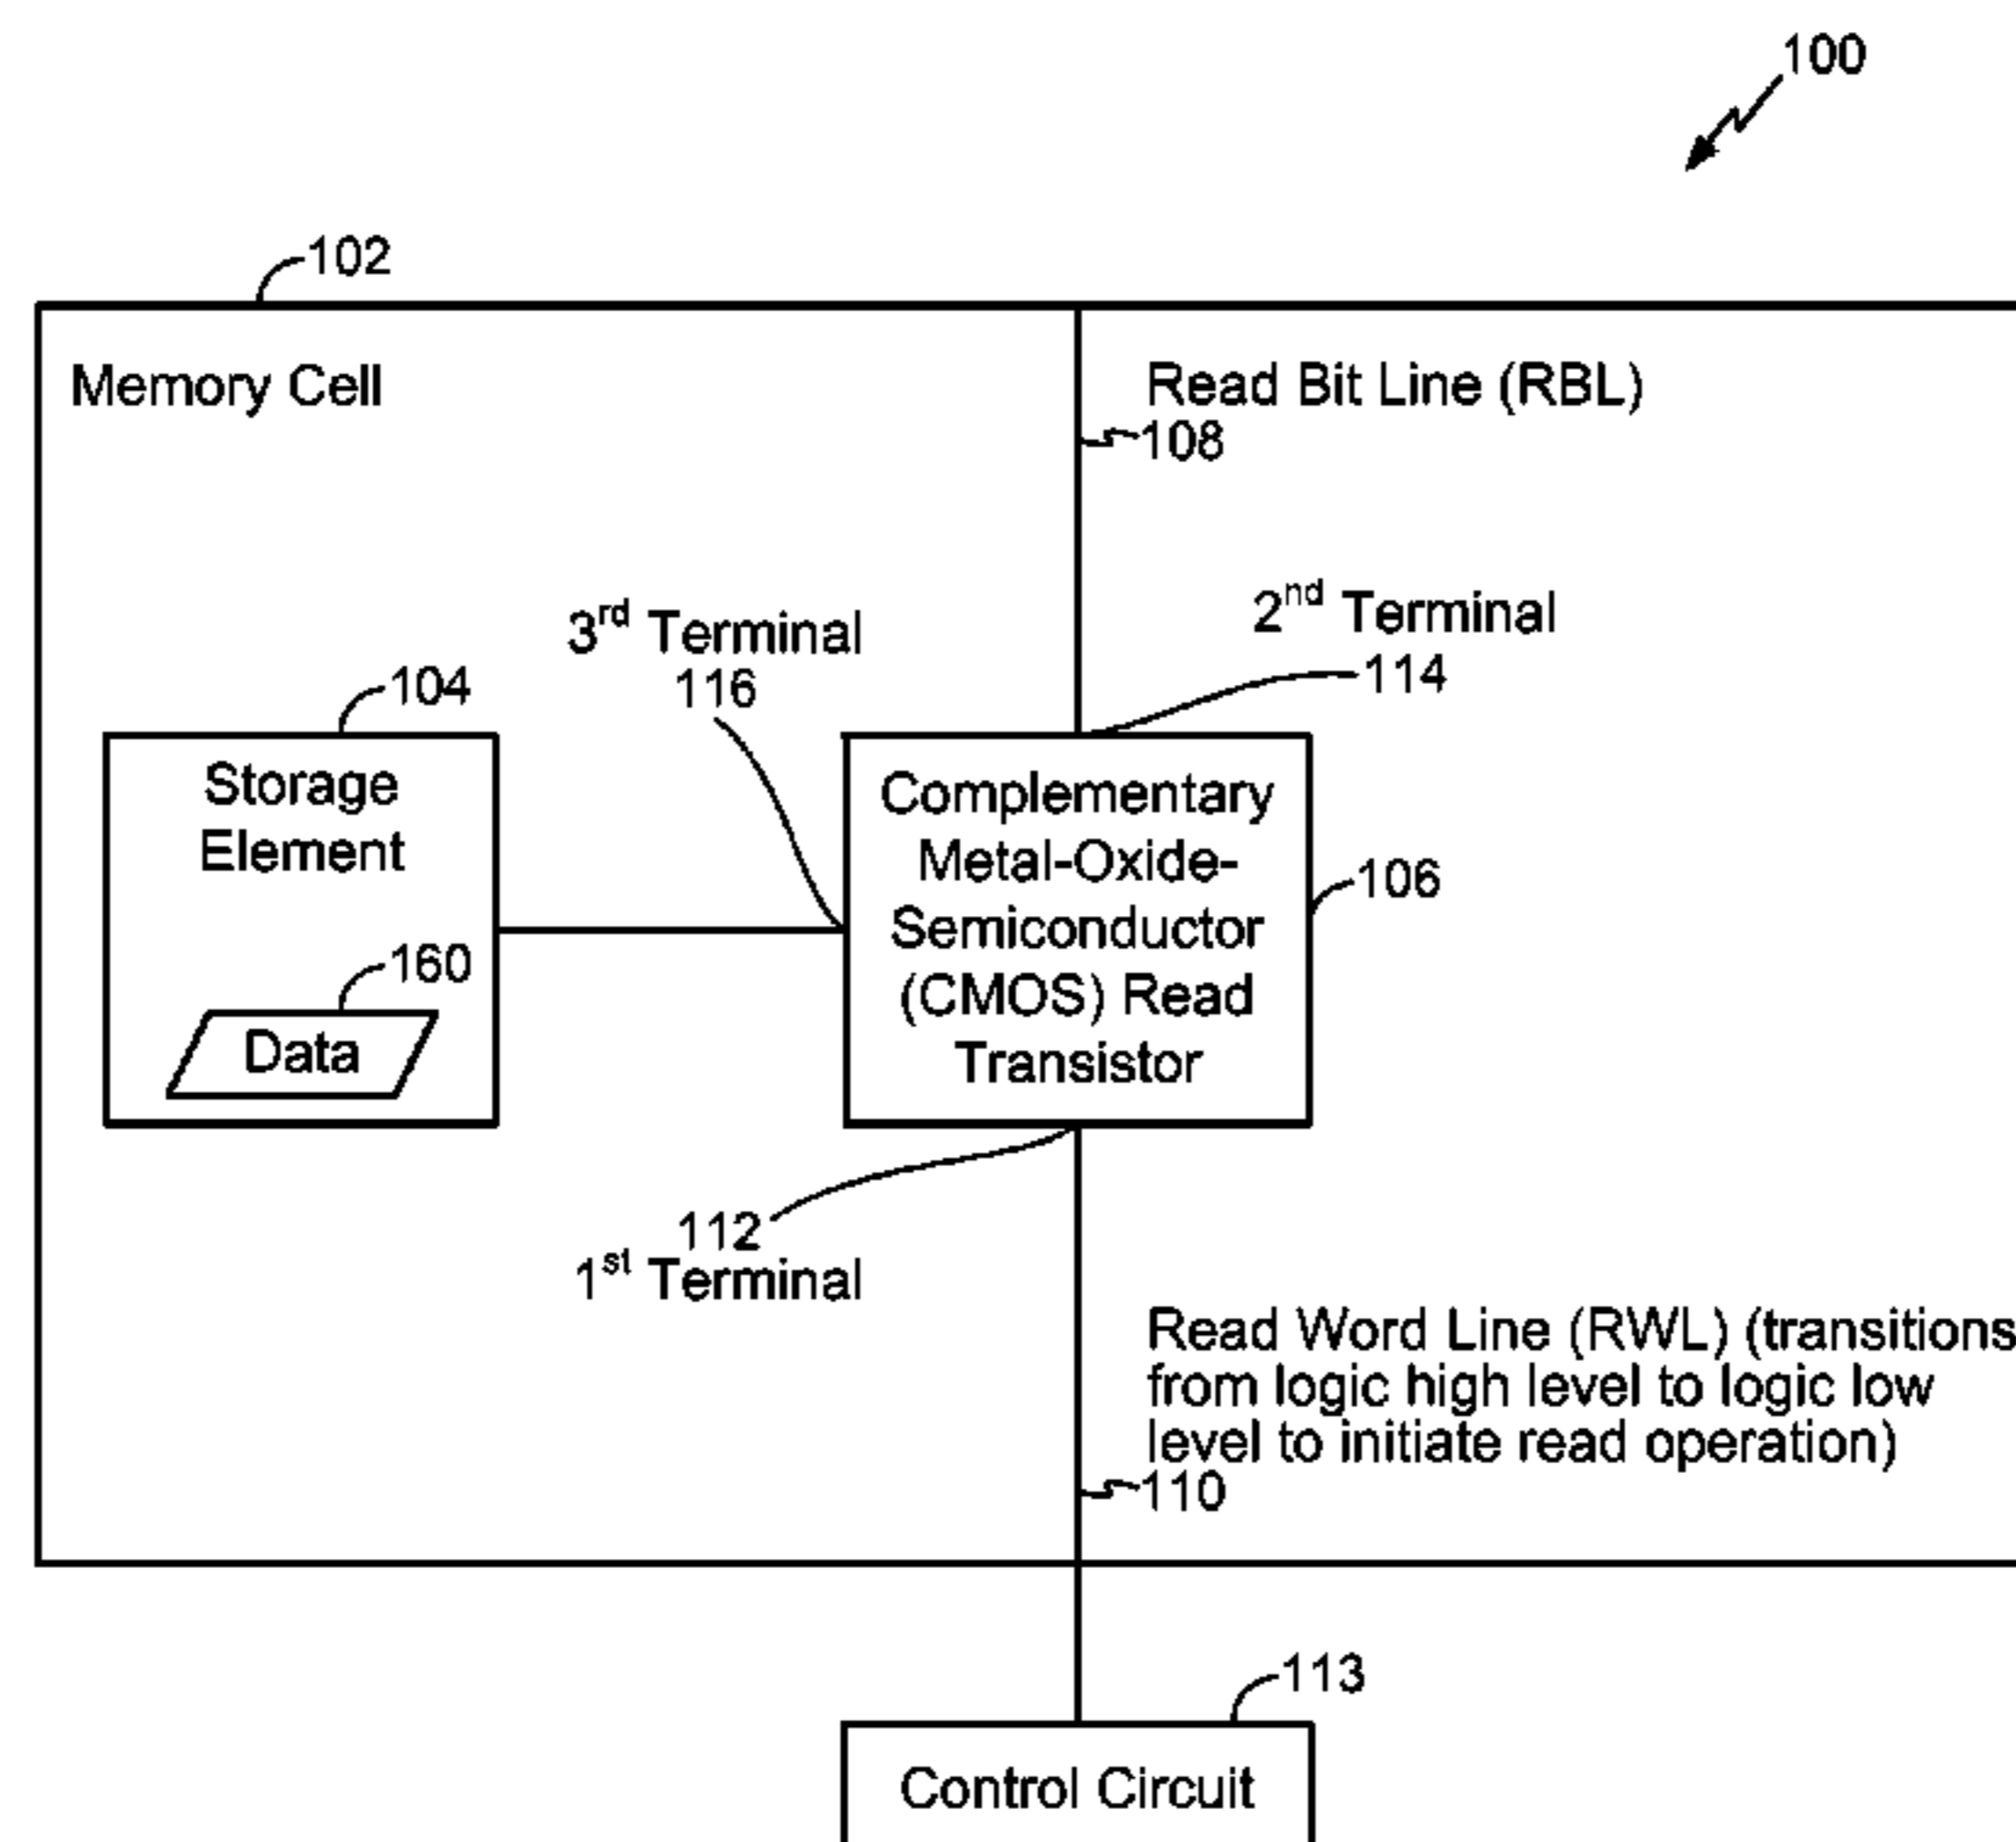 100
102
Memory Cell
Read Bit Line (RBL)
108
3rd Terminal
116
2nd Terminal
114
104
Storage
Element
160
Data
Complementary
Metal-Oxide-
Semiconductor
(CMOS) Read
Transistor
106
112
1st Terminal
Read Word Line (RWL) (transitions
from logic high level to logic low
level to initiate read operation)
110
113
Control Circuit